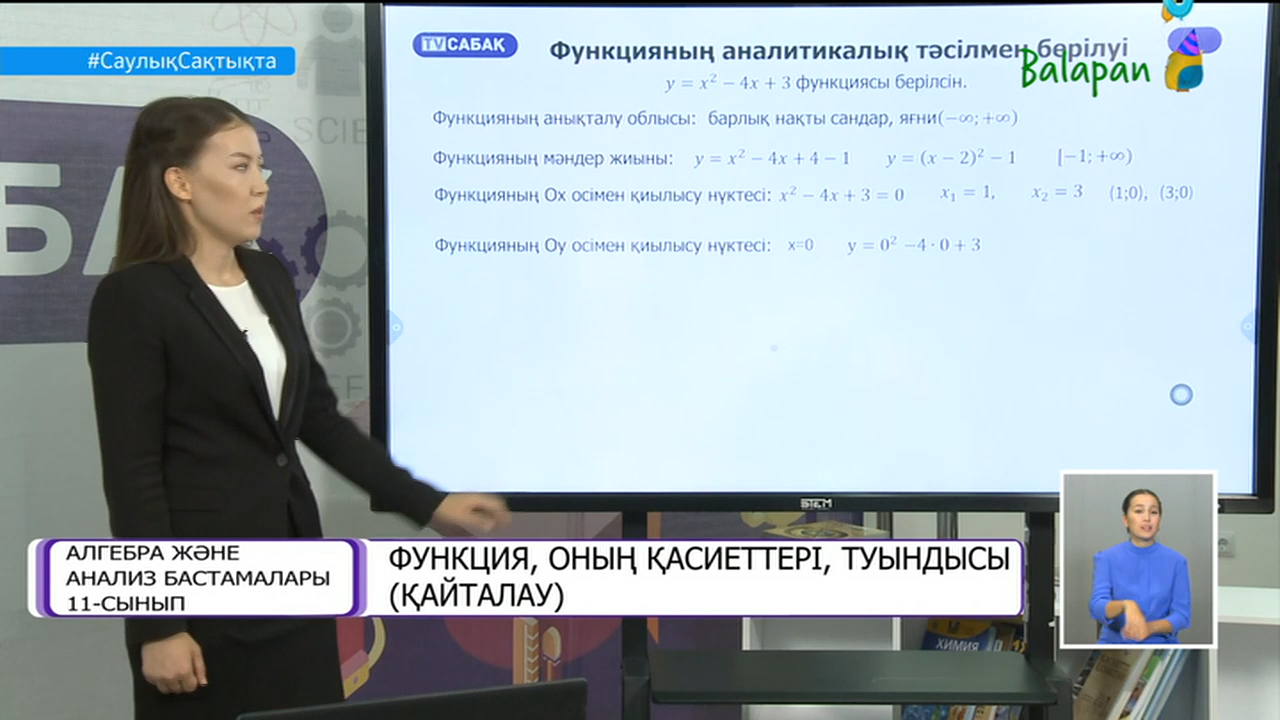 #СаулықСақтықта
TVСАБАҚ
Функцияның аналитикалық тәсілмен берілуі
Balapan
y = x² − 4x + 3 функциясы берілсін.
Функцияның анықталу облысы: барлық нақты сандар, яғни(−∞; +∞)
Функцияның мәндер жиыны: y = x² − 4x + 4 − 1 y = (x − 2)² − 1 [−1; +∞)
Функцияның Ох осімен қиылысу нүктесі: x² − 4x + 3 = 0 x₁ = 1, x₂ = 3 (1;0), (3;0)
Функцияның Оу осімен қиылысу нүктесі: x=0 y = 0² −4 · 0 + 3
SCIE
БА
АЛГЕБРА ЖӘНЕ
АНАЛИЗ БАСТАМАЛАРЫ
11-СЫНЫП
ФУНКЦИЯ, ОНЫҢ ҚАСИЕТТЕРІ, ТУЫНДЫСЫ
(ҚАЙТАЛАУ)
ХИМИЯ